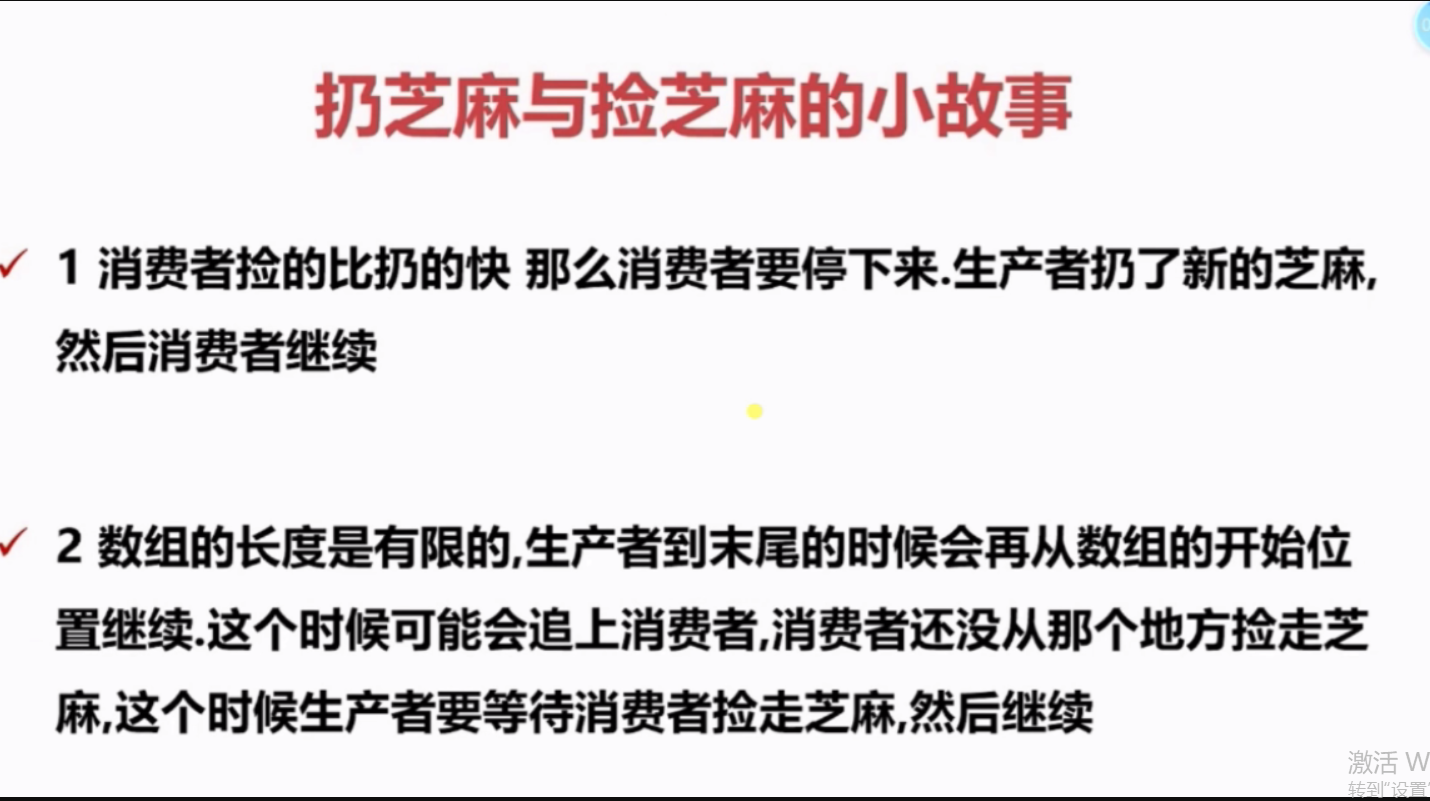 扔芝麻与捡芝麻的小故事
1 消费者捡的比扔的快 那么消费者要停下来.生产者扔了新的芝麻,
然后消费者继续
2 数组的长度是有限的,生产者到末尾的时候会再从数组的开始位
置继续.这个时候可能会追上消费者,消费者还没从那个地方捡走芝
麻,这个时候生产者要等待消费者捡走芝麻,然后继续
激活 W
转到"设置"